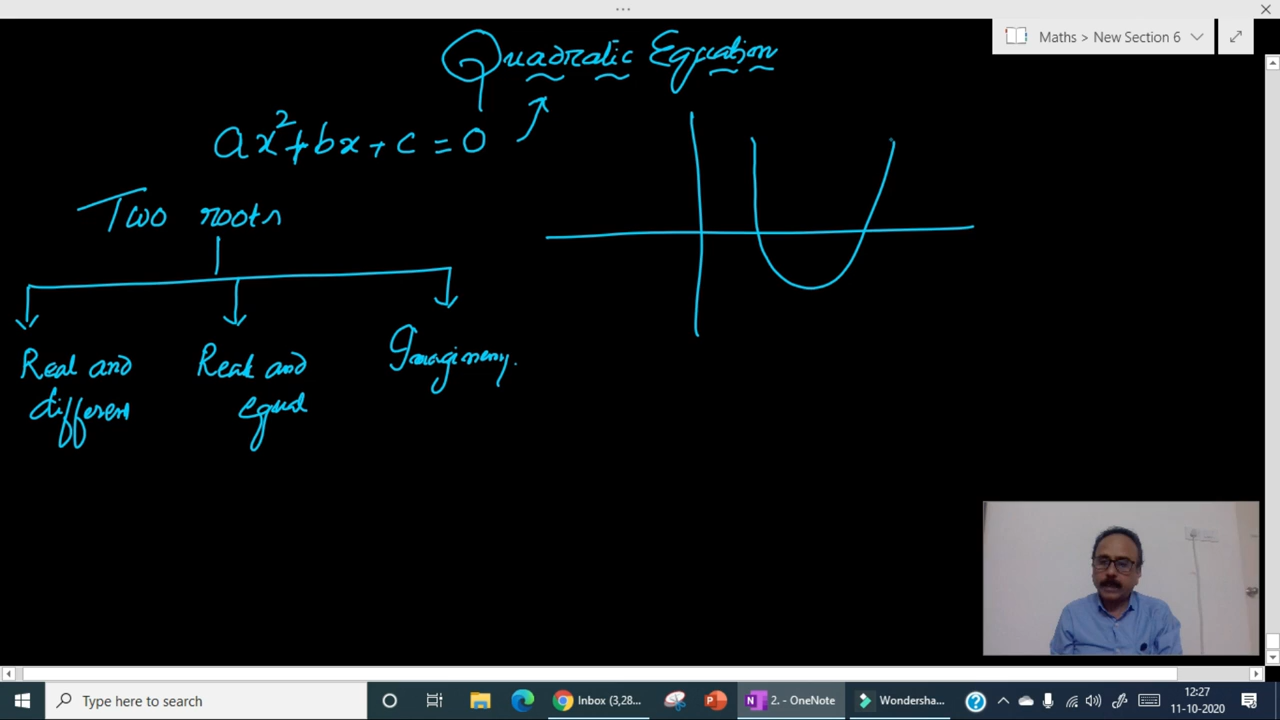 Maths > New Section 6
Quadratic Equation
ax²+bx+c=0
Two roots
Real and different
Real and equal
Imaginery.
Type here to search
Inbox (3,28...
2. - OneNote
Wondersha...
12:27
11-10-2020